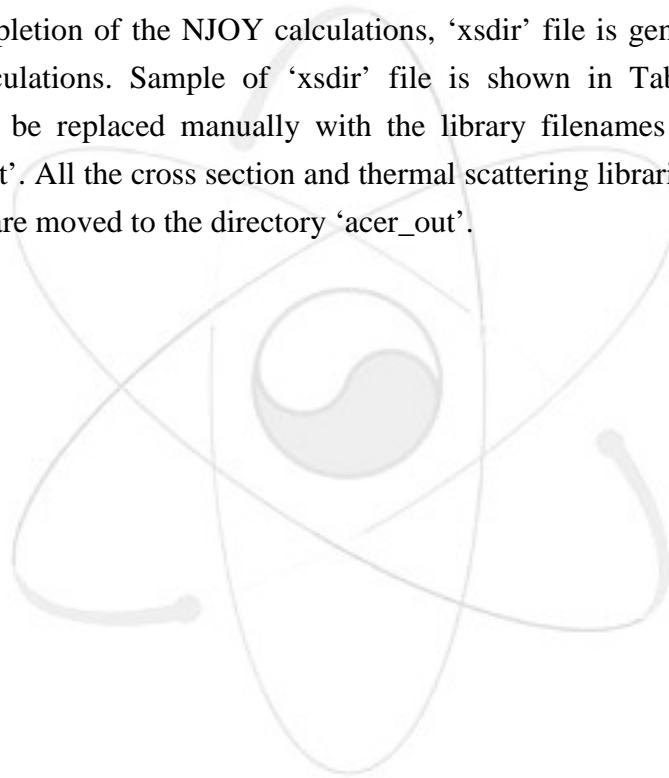 pletion of the NJOY calculations, ‘xsdir’ file is gen
culations. Sample of ‘xsdir’ file is shown in Tab
be replaced manually with the library filenames
t’. All the cross section and thermal scattering librari
are moved to the directory ‘acer_out’.